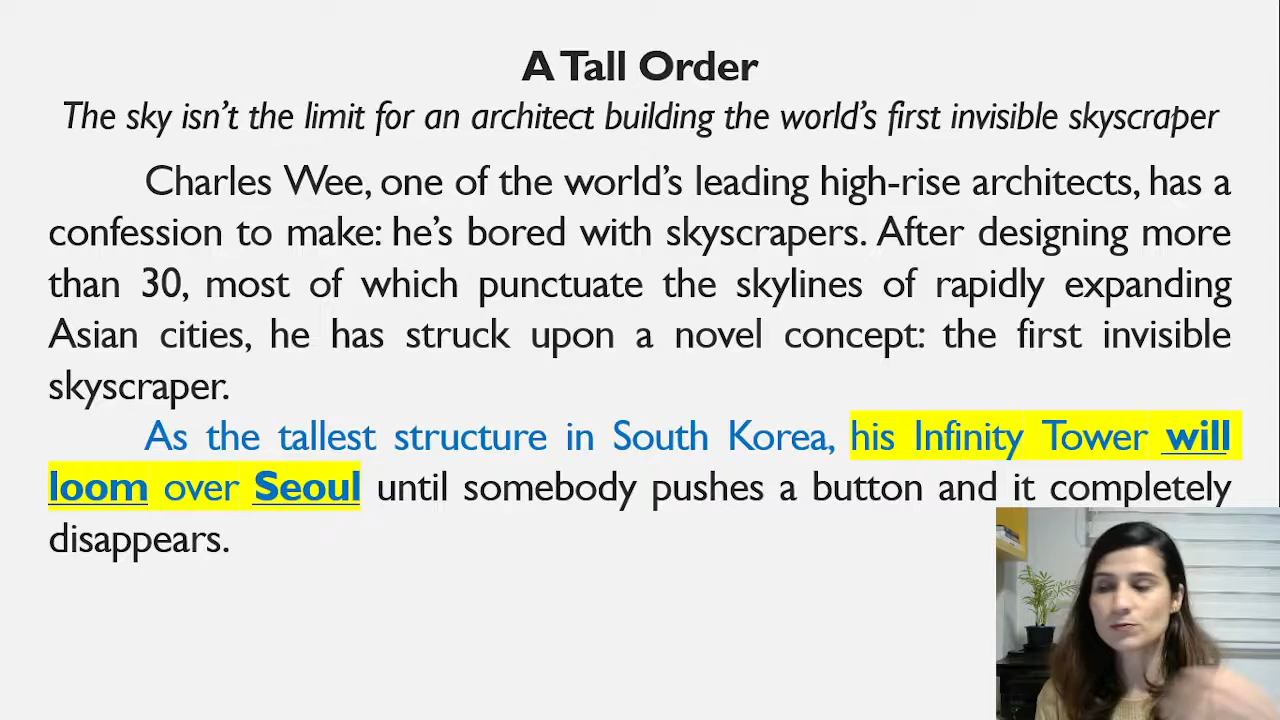 A Tall Order
The sky isn't the limit for an architect building the world's first invisible skyscraper
Charles Wee, one of the world's leading high-rise architects, has a
confession to make: he's bored with skyscrapers. After designing more
than 30, most of which punctuate the skylines of rapidly expanding
Asian cities, he has struck upon a novel concept: the first invisible
skyscraper.
As the tallest structure in South Korea, his Infinity Tower will
loom over Seoul until somebody pushes a button and it completely
disappears.